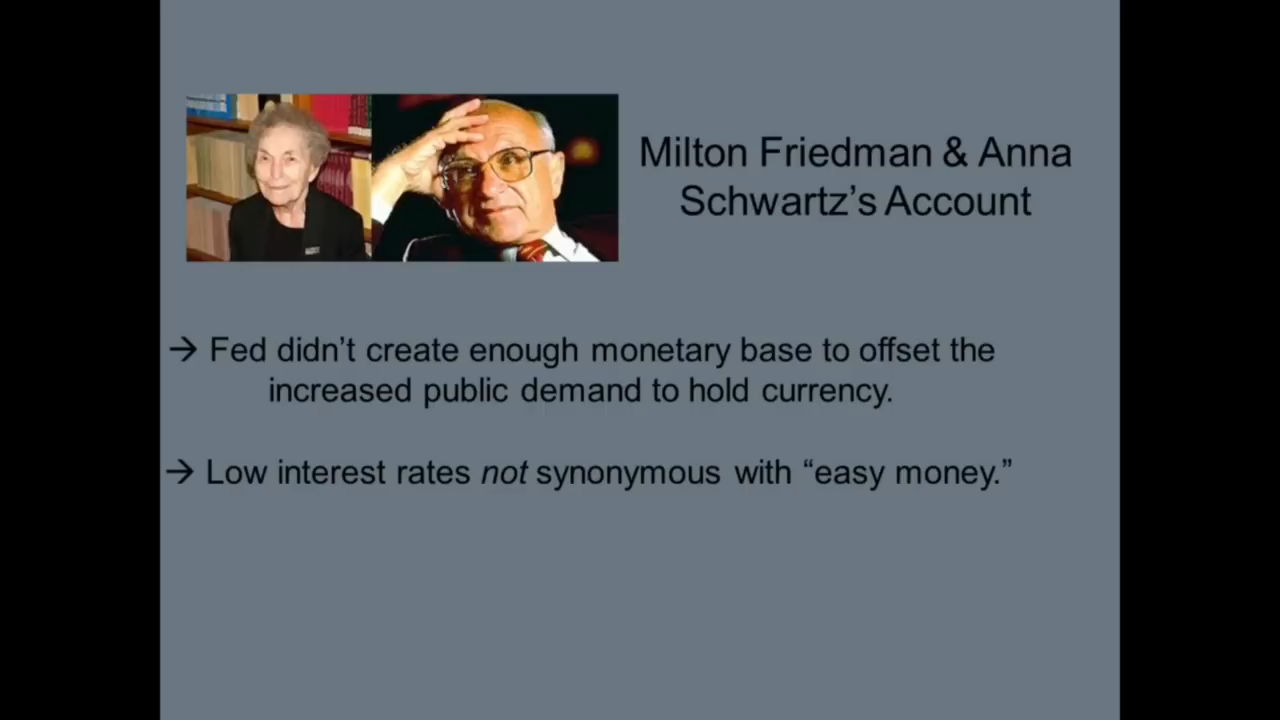 Milton Friedman & Anna
Schwartz’s Account
→ Fed didn’t create enough monetary base to offset the
increased public demand to hold currency.
→ Low interest rates not synonymous with “easy money.”